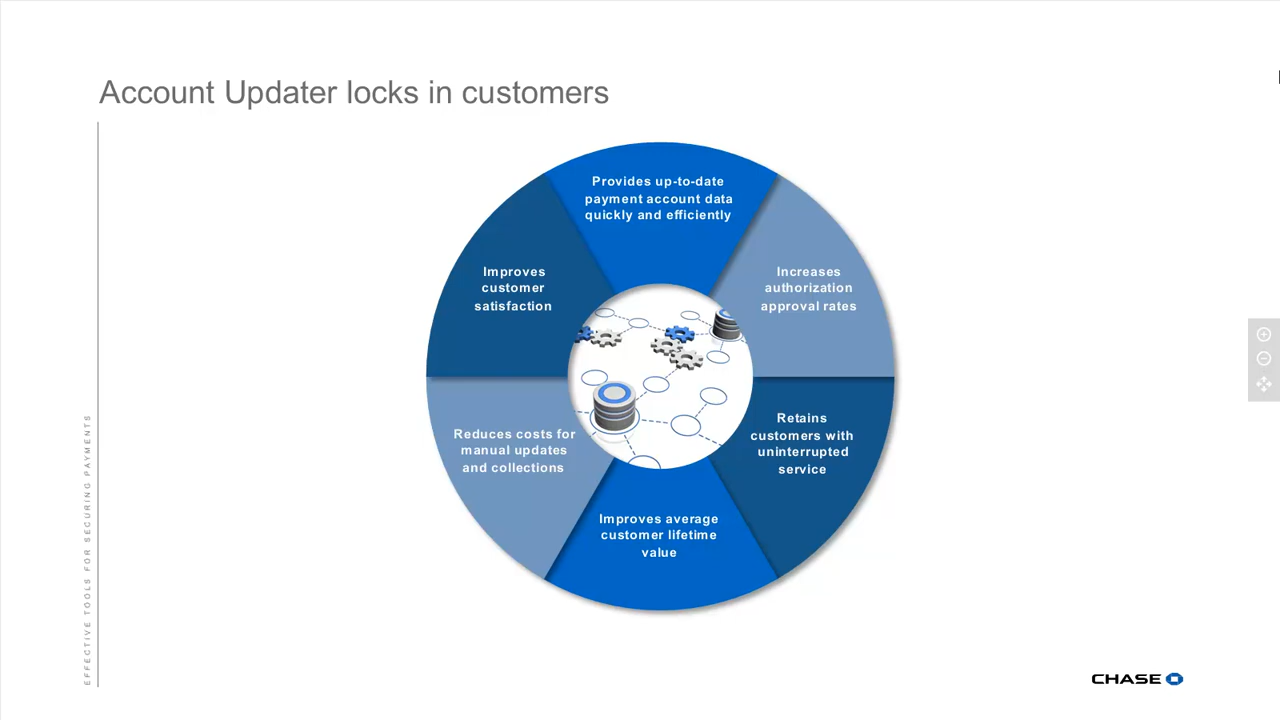 Account Updater locks in customers
Provides up-to-date
payment account data
quickly and efficiently
Increases
authorization
approval rates
Retains
customers with
uninterrupted
service
Improves average
customer lifetime
value
Reduces costs for
manual updates
and collections
Improves
customer
satisfaction
EFFECTIVE TOOLS FOR SECURING PAYMENTS
CHASE